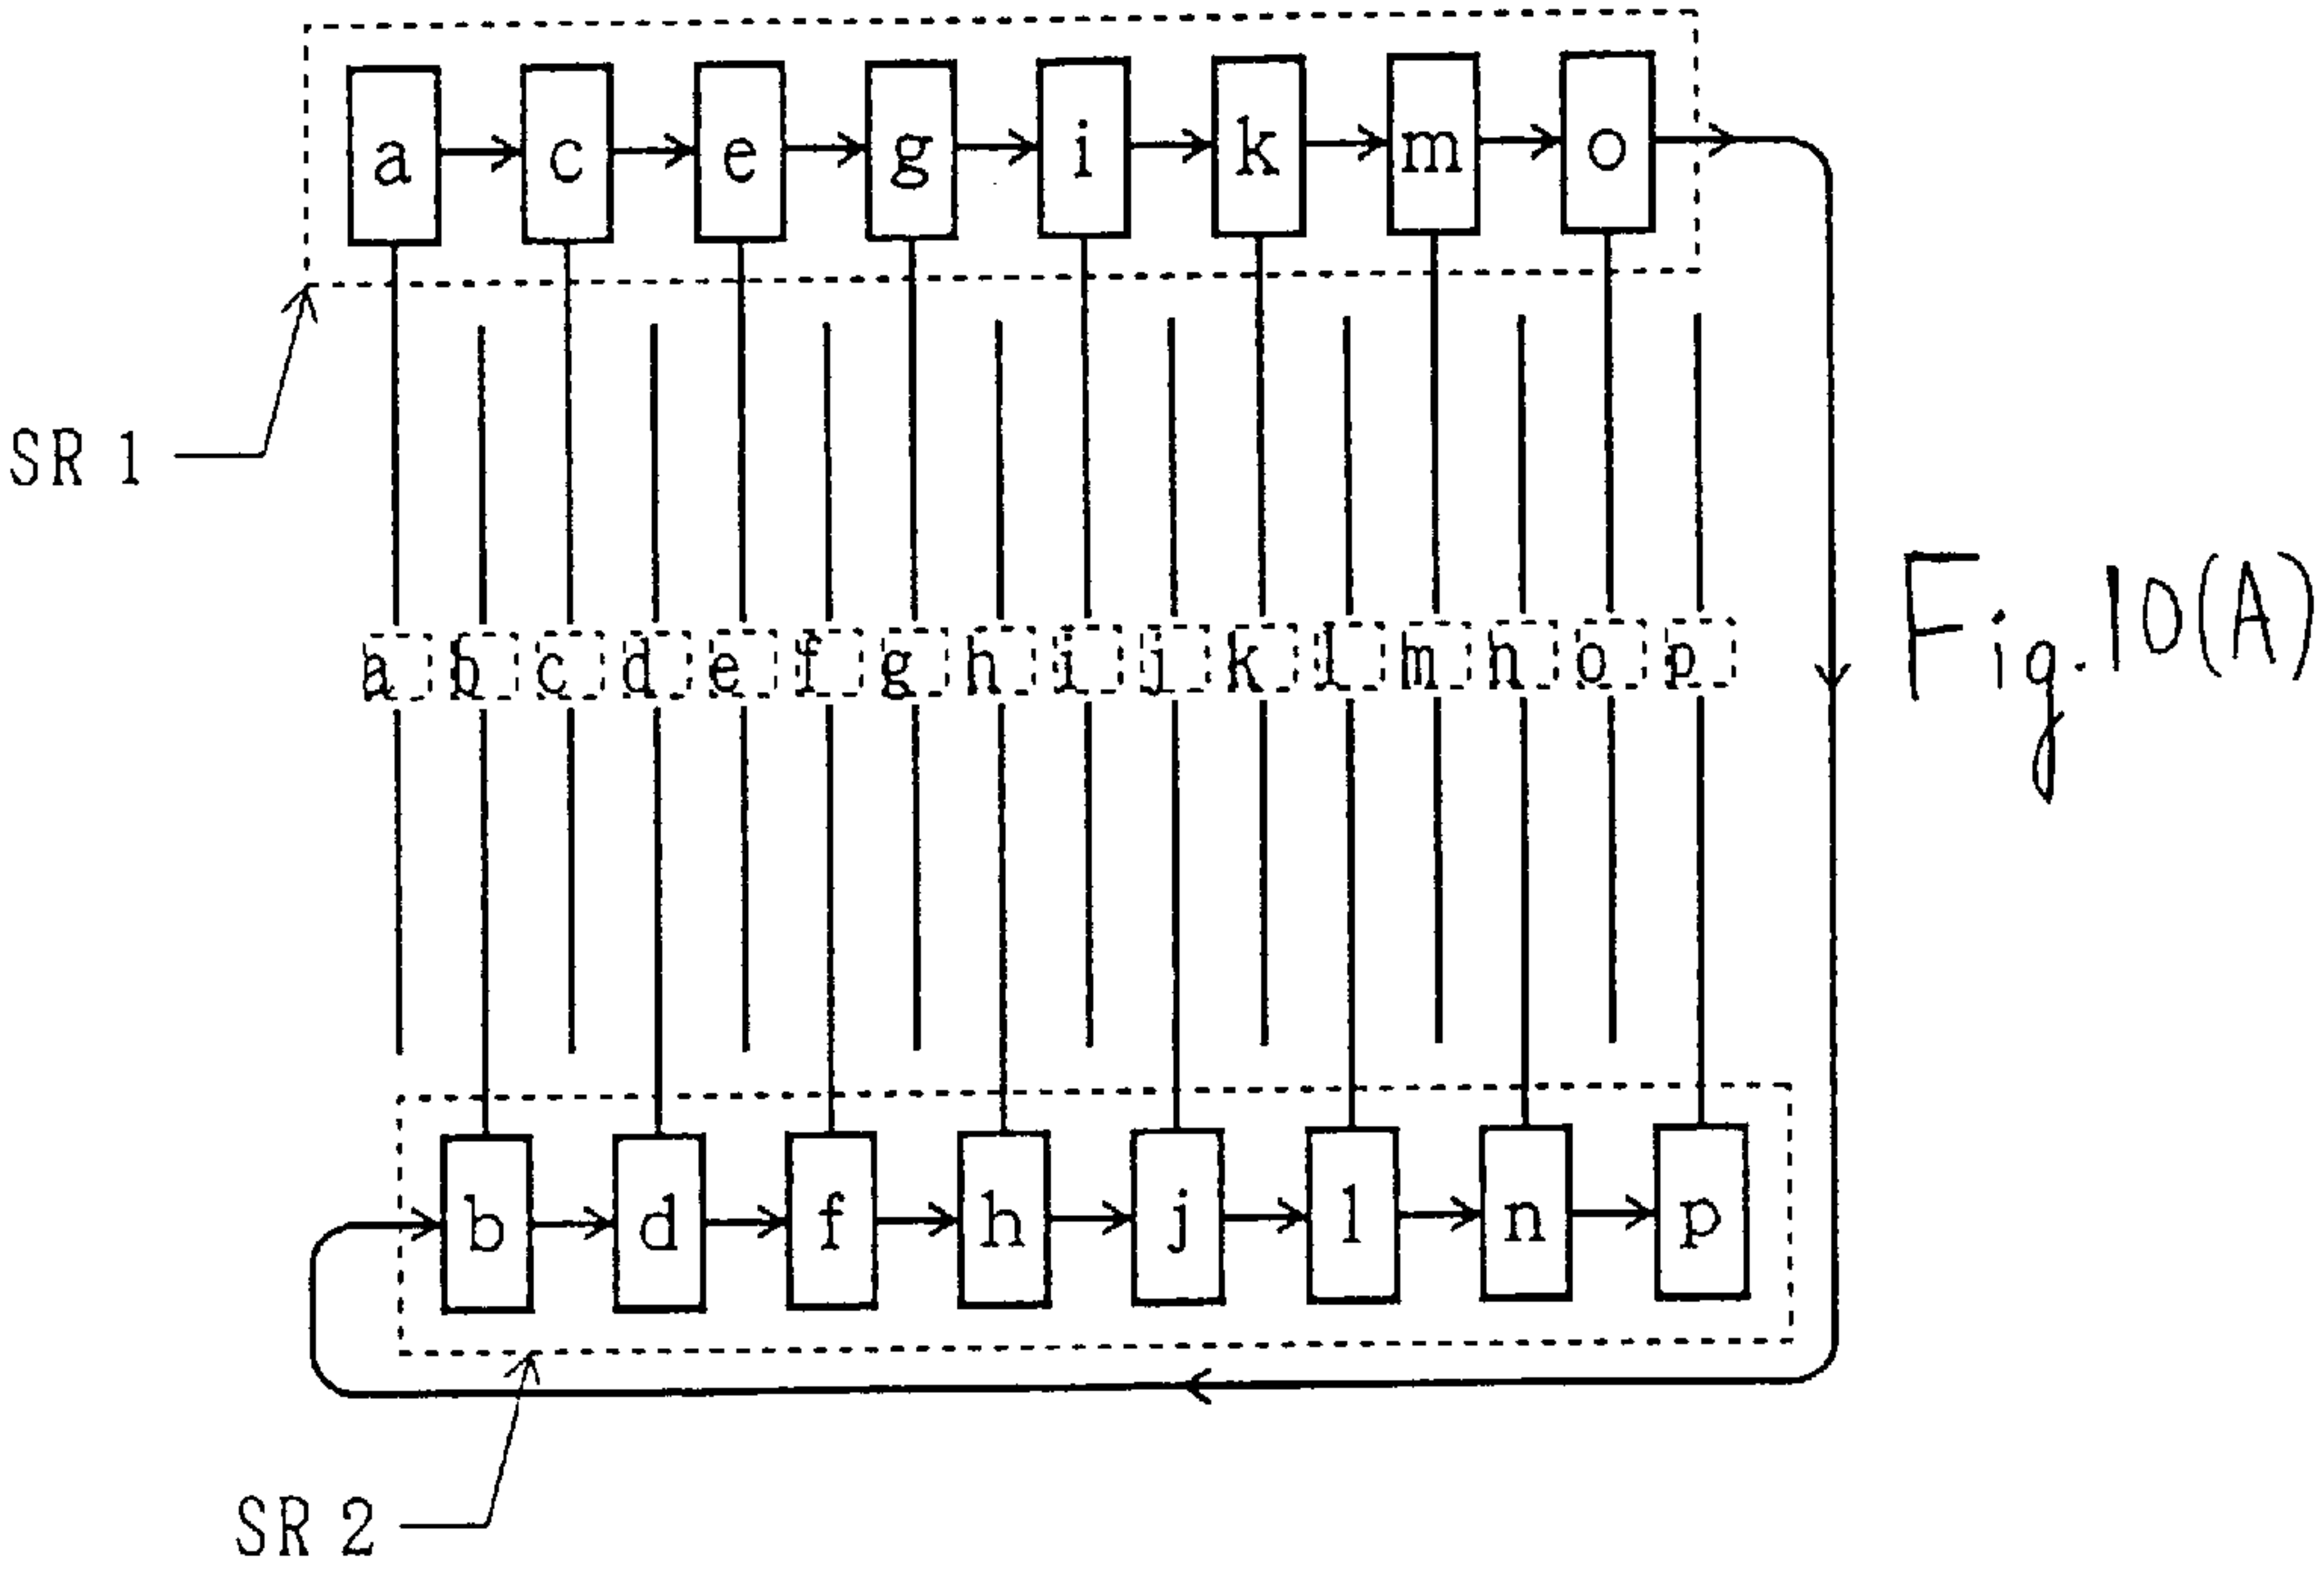 a c e g i k m o
SR 1
a b c d e f g h i j k l m n o p
Fig.10(A)
b d f h j l n p
SR 2